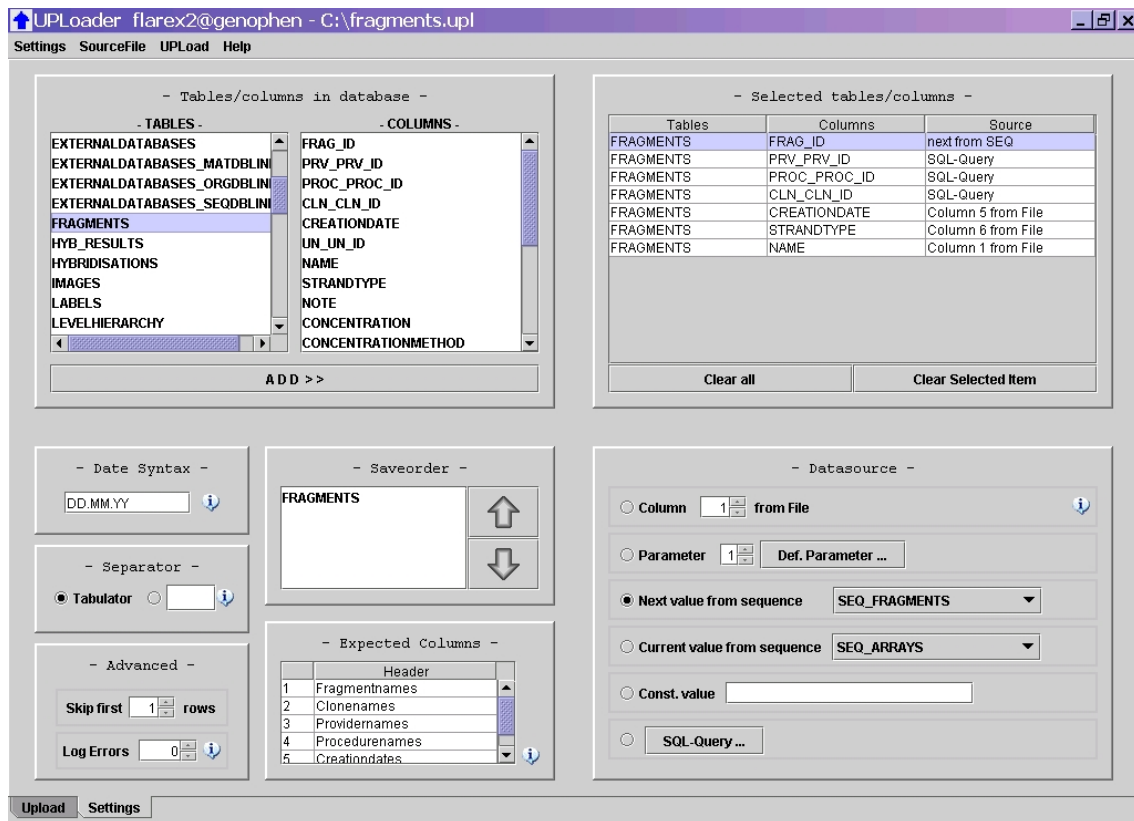 UPLoader flarex2@genophen - C:\fragments.upl
Settings SourceFile UPLoad Help
- Tables/columns in database -
- TABLES -
EXTERNALDATABASES
EXTERNALDATABASES_MATDBLINI
EXTERNALDATABASES_ORGDBLINI
EXTERNALDATABASES_SEQDBLINI
FRAGMENTS
HYB_RESULTS
HYBRIDISATIONS
IMAGES
LABELS
LEVELHIERARCHY
- COLUMNS -
FRAG_ID
PRV_PRV_ID
PROC_PROC_ID
CLN_CLN_ID
CREATIONDATE
UN_UN_ID
NAME
STRANDTYPE
NOTE
CONCENTRATION
CONCENTRATIONMETHOD
A D D >>
- Selected tables/columns -
Tables Columns Source
FRAGMENTS FRAG_ID next from SEQ
FRAGMENTS PRV_PRV_ID SQL-Query
FRAGMENTS PROC_PROC_ID SQL-Query
FRAGMENTS CLN_CLN_ID SQL-Query
FRAGMENTS CREATIONDATE Column 5 from File
FRAGMENTS STRANDTYPE Column 6 from File
FRAGMENTS NAME Column 1 from File
Clear all Clear Selected Item
- Date Syntax -
DD.MM.YY
- Separator -
Tabulator
- Advanced -
Skip first 1 rows
Log Errors 0
- Saveorder -
FRAGMENTS
- Expected Columns -
Header
1 Fragmentnames
2 Clonenames
3 Providernames
4 Procedurenames
5 Creationdates
- Datasource -
Column 1 from File
Parameter 1 Def. Parameter ...
Next value from sequence SEQ_FRAGMENTS
Current value from sequence SEQ_ARRAYS
Const. value
SQL-Query ...
Upload Settings